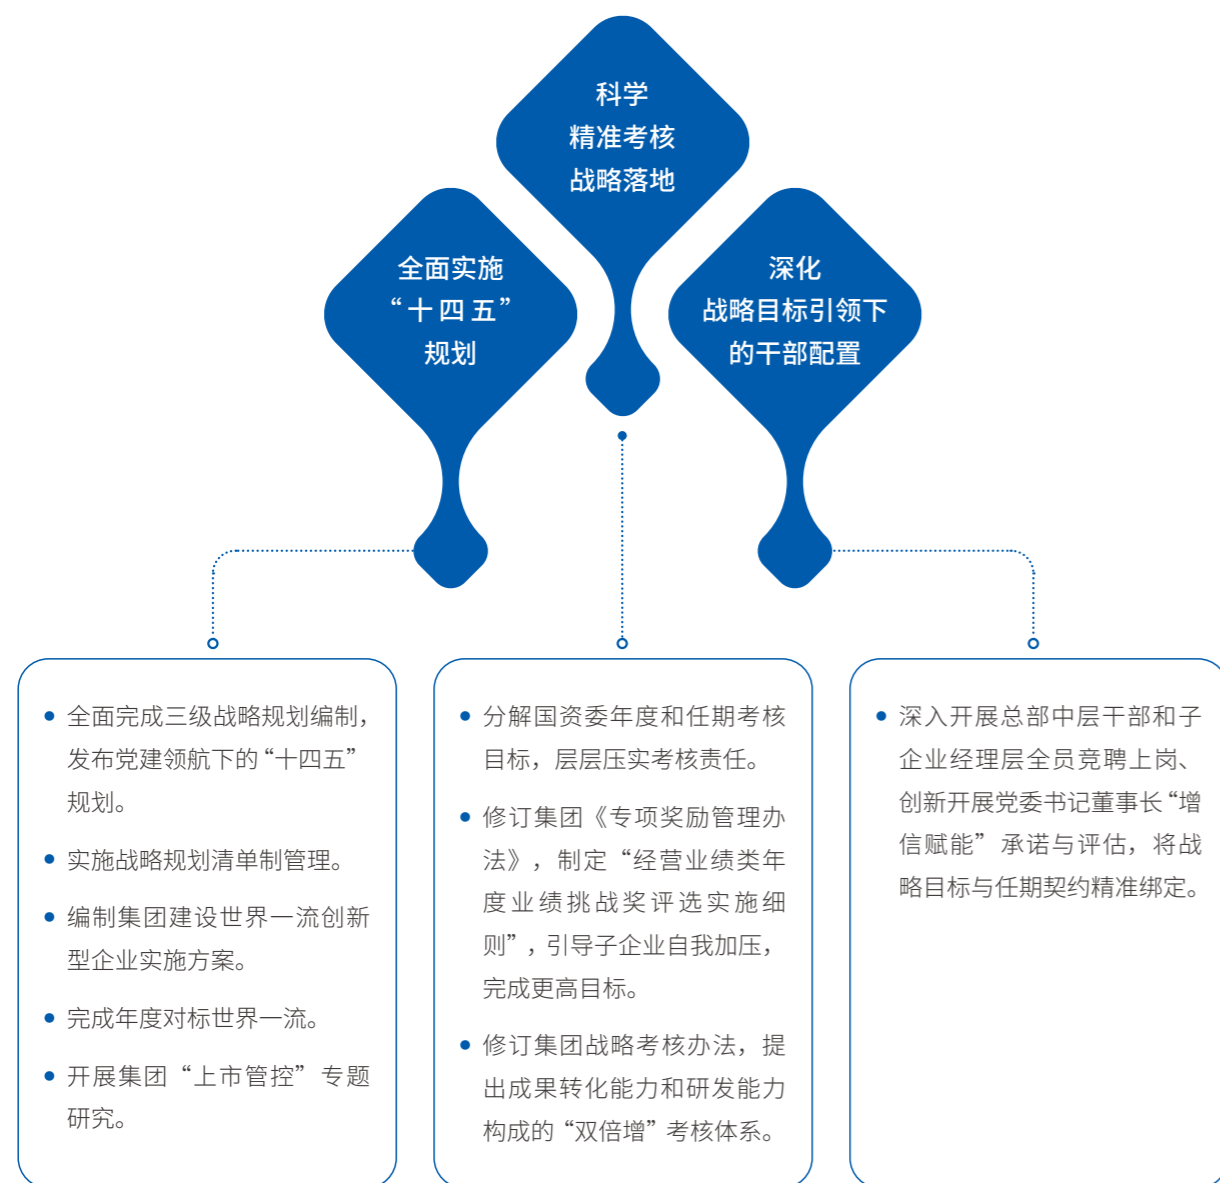 科学
精准考核
战略落地
全面实施
“十四五”
规划
深化
战略目标引领下
的干部配置
全面完成三级战略规划编制，
发布党建领航下的“十四五”
规划。
实施战略规划清单制管理。
编制集团建设世界一流创新
型企业实施方案。
完成年度对标世界一流。
开展集团“上市管控”专题
研究。
分解国资委年度和任期考核
目标，层层压实考核责任。
修订集团《专项奖励管理办
法》，制定“经营业绩类年
度业绩挑战奖评选实施细
则”，引导子企业自我加压，
完成更高目标。
修订集团战略考核办法，提
出成果转化能力和研发能力
构成的“双倍增”考核体系。
深入开展总部中层干部和子
企业经理层全员竞聘上岗、
创新开展党委书记董事长“增
信赋能”承诺与评估，将战
略目标与任期契约精准绑定。